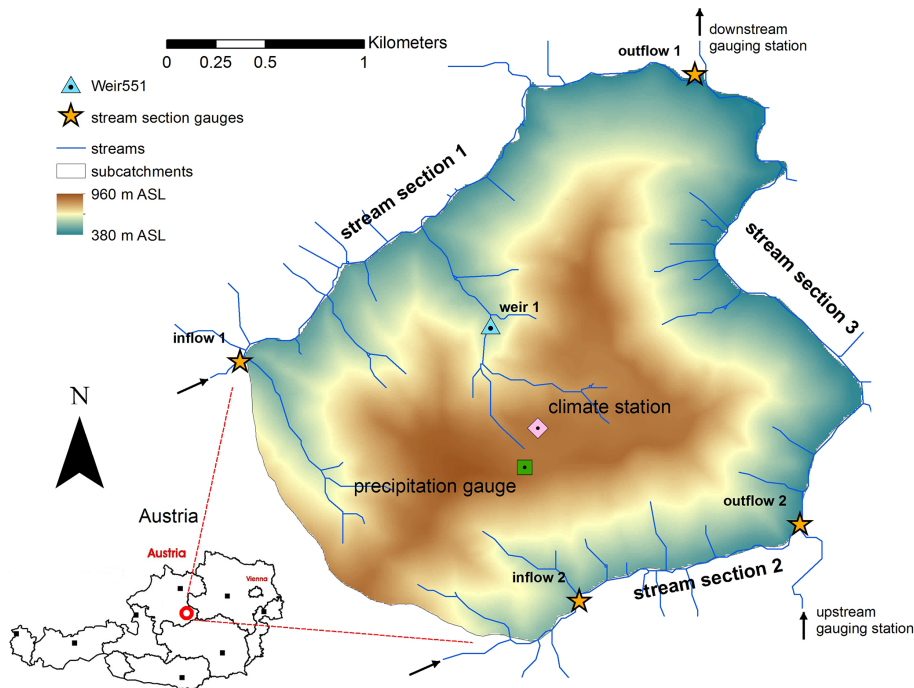 Kilometers
0 0.25 0.5 1
Weir551
stream section gauges
streams
subcatchments
960 m ASL
380 m ASL
outflow 1
downstream
gauging station
stream section 1
stream section 3
weir 1
inflow 1
climate station
precipitation gauge
N
outflow 2
inflow 2
stream section 2
upstream
gauging station
Austria
Austria
Vienna